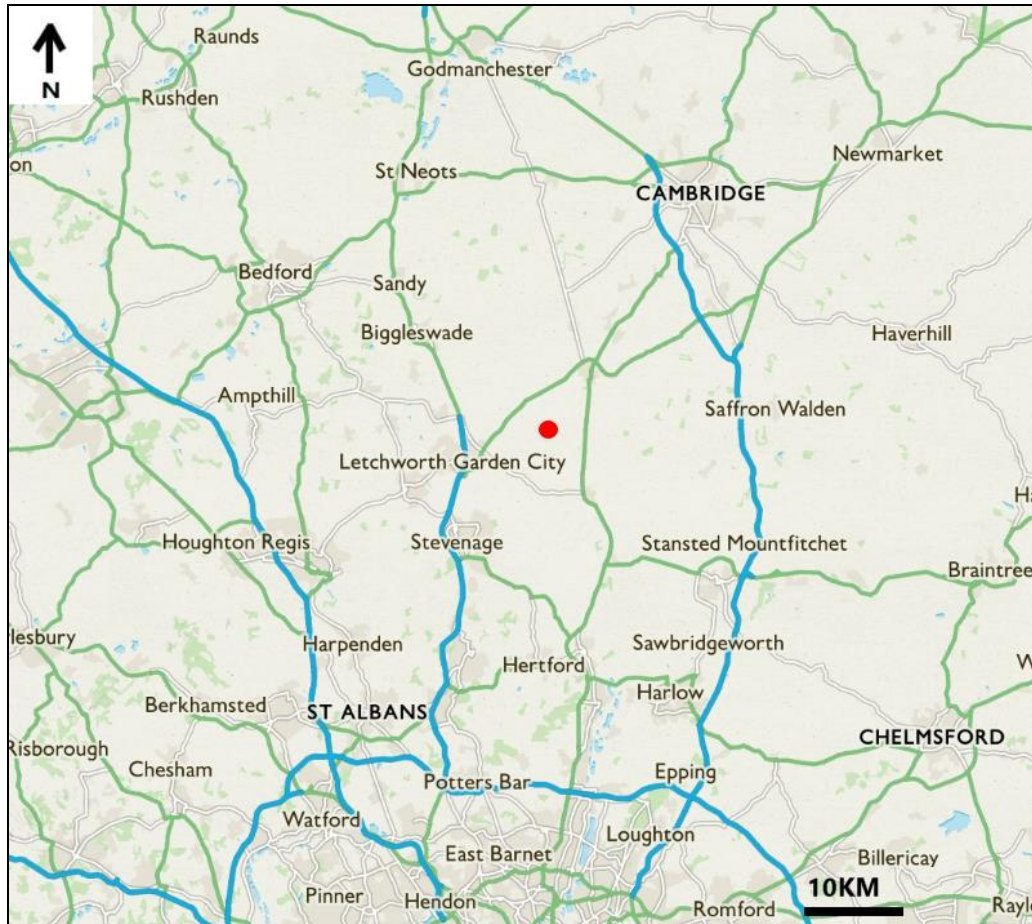 N
Raunds
Godmanchester
Rushden
on
St Neots
Newmarket
CAMBRIDGE
Bedford
Sandy
Biggleswade
Haverhill
Ampthill
Saffron Walden
Letchworth Garden City
Ha
Houghton Regis
Stevenage
Stansted Mountfitchet
Braintree
lesbury
Harpenden
Hertford
Sawbridgeworth
W
Berkhamsted
ST ALBANS
Harlow
Risborough
Chesham
CHELMSFORD
Potters Bar
Epping
Watford
Loughton
East Barnet
Billericay
Pinner
Hendon
Romford
10KM
Rayle